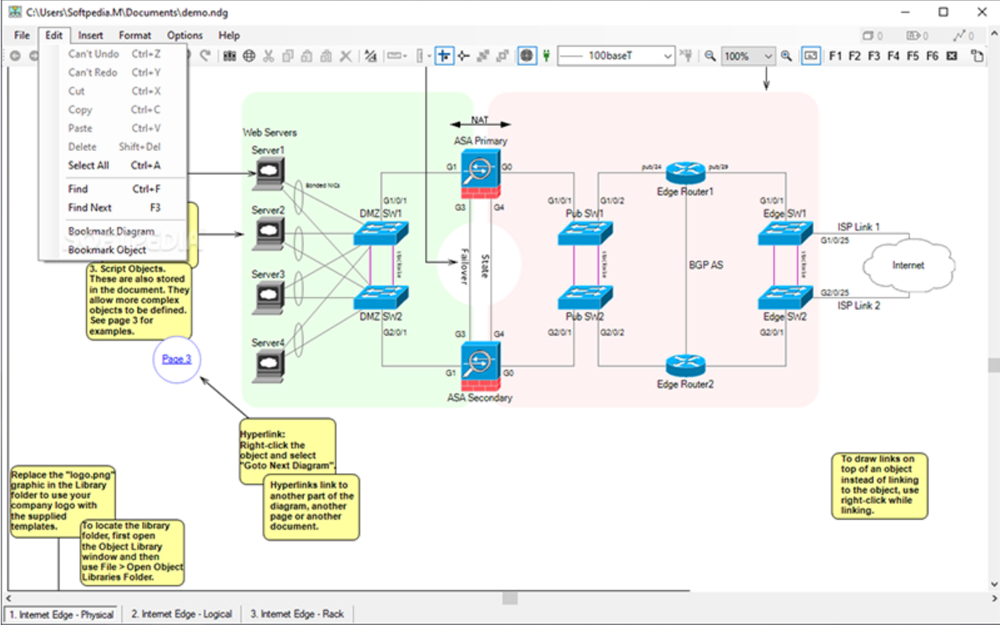 C:\Users\Softpedia.M\Documents\demo.ndg
File Edit Insert Format Options Help
0 0 0
100baseT 100% F1 F2 F3 F4 F5 F6
Can't Undo Ctrl+Z
Can't Redo Ctrl+Y
Cut Ctrl+X
Copy Ctrl+C
Paste Ctrl+V
Delete Shift+Del
Select All Ctrl+A
Find Ctrl+F
Find Next F3
Bookmark Diagram
Bookmark Object
3. Script Objects.
These are also stored
in the document. They
allow more complex
objects to be defined.
See page 3 for
examples.
Page 3
Hyperlink:
Right-click the
object and select
"Goto Next Diagram".
Hyperlinks link to
another part of the
diagram, another
page or another
document.
Replace the "logo.png"
graphic in the Library
folder to use your
company logo with
the supplied
templates.
To locate the library
folder, first open
the Object Library
window and then
use File > Open Object
Libraries Folder.
Web Servers
Server1
Server2
Server3
Server4
Bonded NICs
DMZ SW1
G1/0/1
Stackwise
DMZ SW2
G2/0/1
NAT
ASA Primary
G1 G0
G3 G4
Failover
State
G3 G4
G1 G0
ASA Secondary
G1/0/1 G1/0/2
Pub SW1
Stackwise
Pub SW2
G2/0/1 G2/0/2
pub/24 pub/29
Edge Router1
BGP AS
Edge Router2
G1/0/1
Edge SW1
Stackwise
Edge SW2
G2/0/1
ISP Link 1
G1/0/25
Internet
G2/0/25
ISP Link 2
To draw links on
top of an object
instead of linking
to the object, use
right-click while
linking.
1. Internet Edge - Physical 2. Internet Edge - Logical 3. Internet Edge - Rack